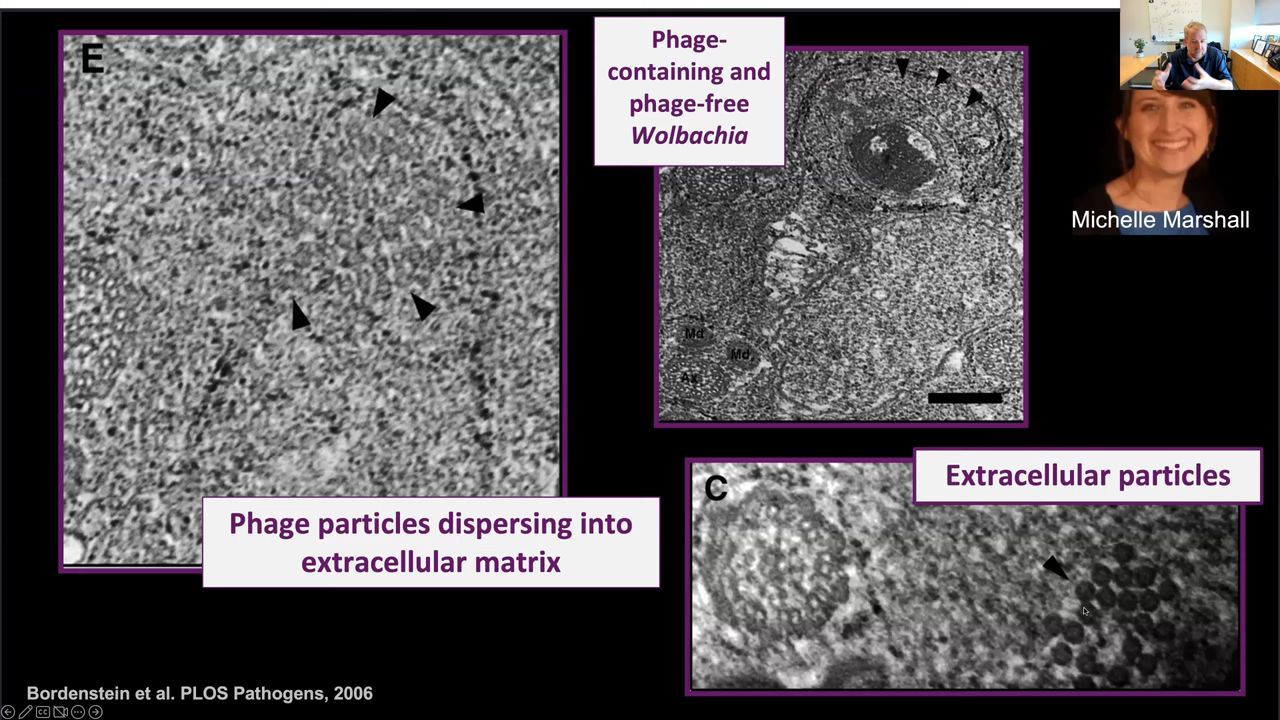 E
Phage-
containing and
phage-free
Wolbachia
Michelle Marshall
Md
Md
Ax
Phage particles dispersing into
extracellular matrix
Extracellular particles
C
Bordenstein et al. PLOS Pathogens, 2006